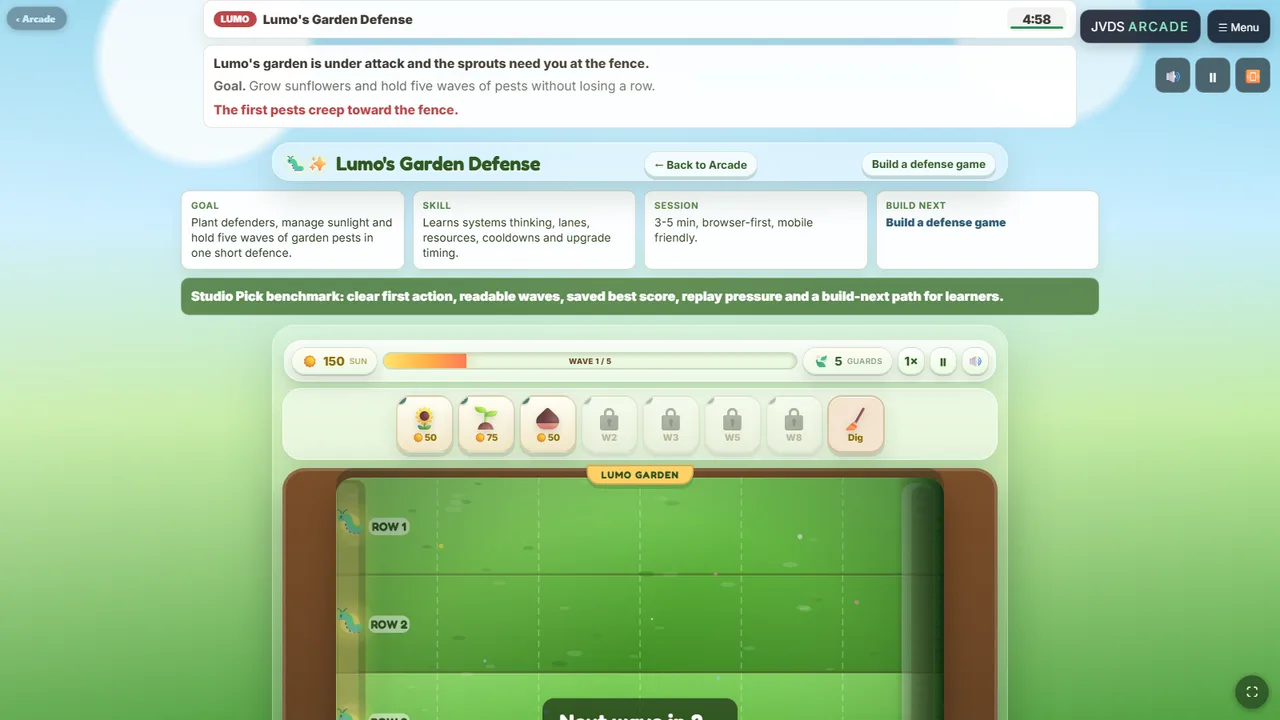 ‹ Arcade
LUMO Lumo's Garden Defense
4:58
JVDS ARCADE
☰ Menu
Lumo's garden is under attack and the sprouts need you at the fence.
Goal. Grow sunflowers and hold five waves of pests without losing a row.
The first pests creep toward the fence.
Lumo's Garden Defense
← Back to Arcade
Build a defense game
GOAL
Plant defenders, manage sunlight and
hold five waves of garden pests in
one short defence.
SKILL
Learns systems thinking, lanes,
resources, cooldowns and upgrade
timing.
SESSION
3-5 min, browser-first, mobile
friendly.
BUILD NEXT
Build a defense game
Studio Pick benchmark: clear first action, readable waves, saved best score, replay pressure and a build-next path for learners.
150 SUN
WAVE 1 / 5
5 GUARDS
1×
50
75
50
W2
W3
W5
W8
Dig
LUMO GARDEN
ROW 1
ROW 2
Next wave in